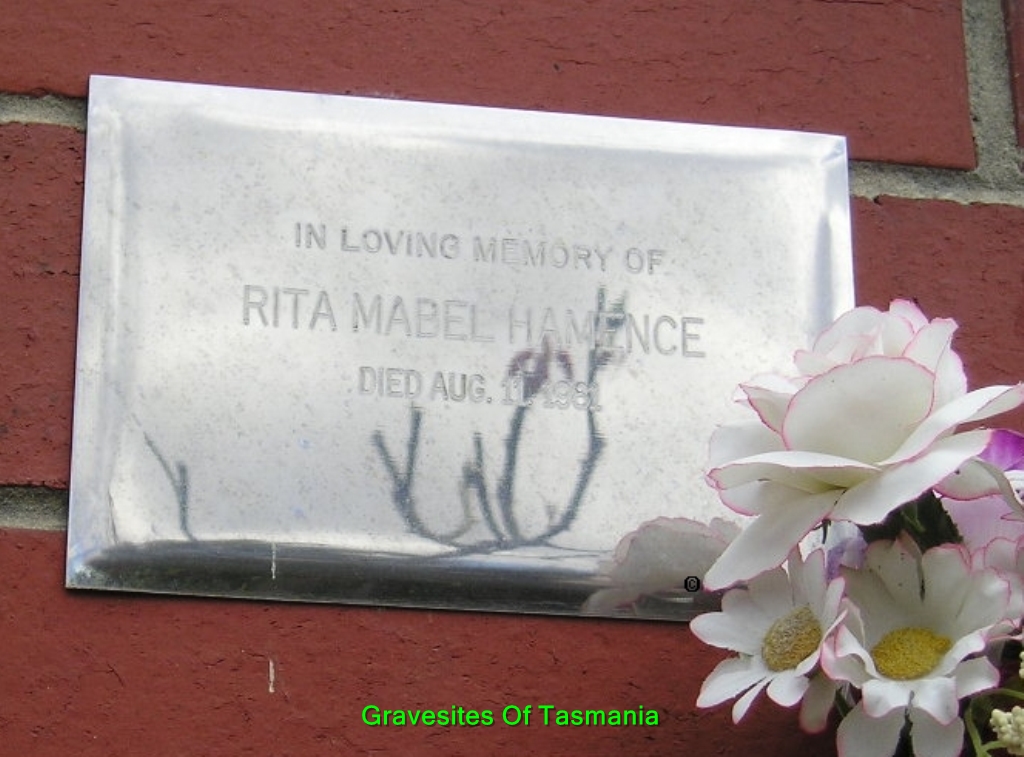 IN LOVING MEMORY OF
RITA MABEL HAMENCE
DIED AUG. 11. 1981
©
Gravesites Of Tasmania